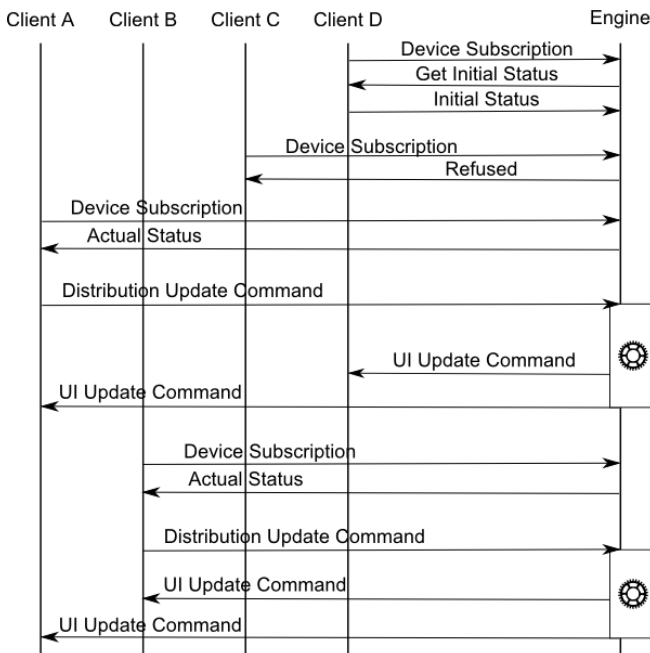 Client A Client B Client C Client D Engine
Device Subscription
Get Initial Status
Initial Status
Device Subscription
Refused
Device Subscription
Actual Status
Distribution Update Command
UI Update Command
UI Update Command
Device Subscription
Actual Status
Distribution Update Command
UI Update Command
UI Update Command